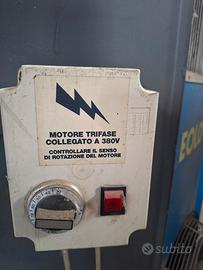 MOTORE TRIFASE
COLLEGATO A 380V
CONTROLLARE IL SENSO
DI ROTAZIONE DEL MOTORE
subito